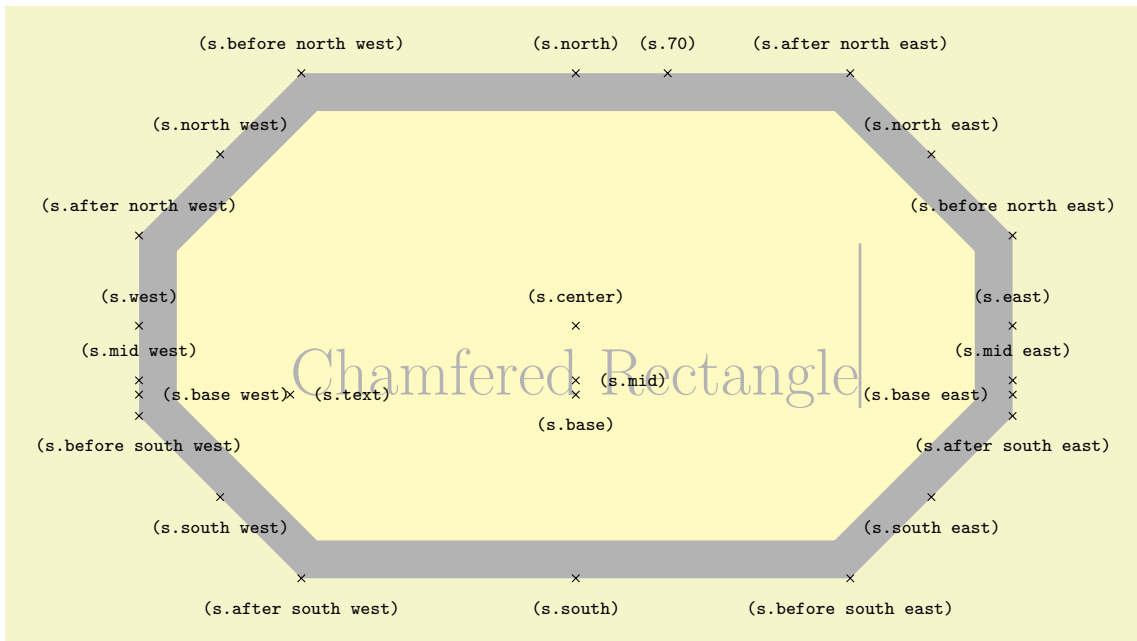 (s.before north west) (s.north) (s.70) (s.after north east)
(s.north west) (s.north east)
(s.after north west) (s.before north east)
(s.west) (s.center) (s.east)
(s.mid west) (s.mid east)
Chamfered Rectangle
(s.mid)
(s.base west) (s.text) (s.base east)
(s.base)
(s.before south west) (s.after south east)
(s.south west) (s.south east)
(s.after south west) (s.south) (s.before south east)